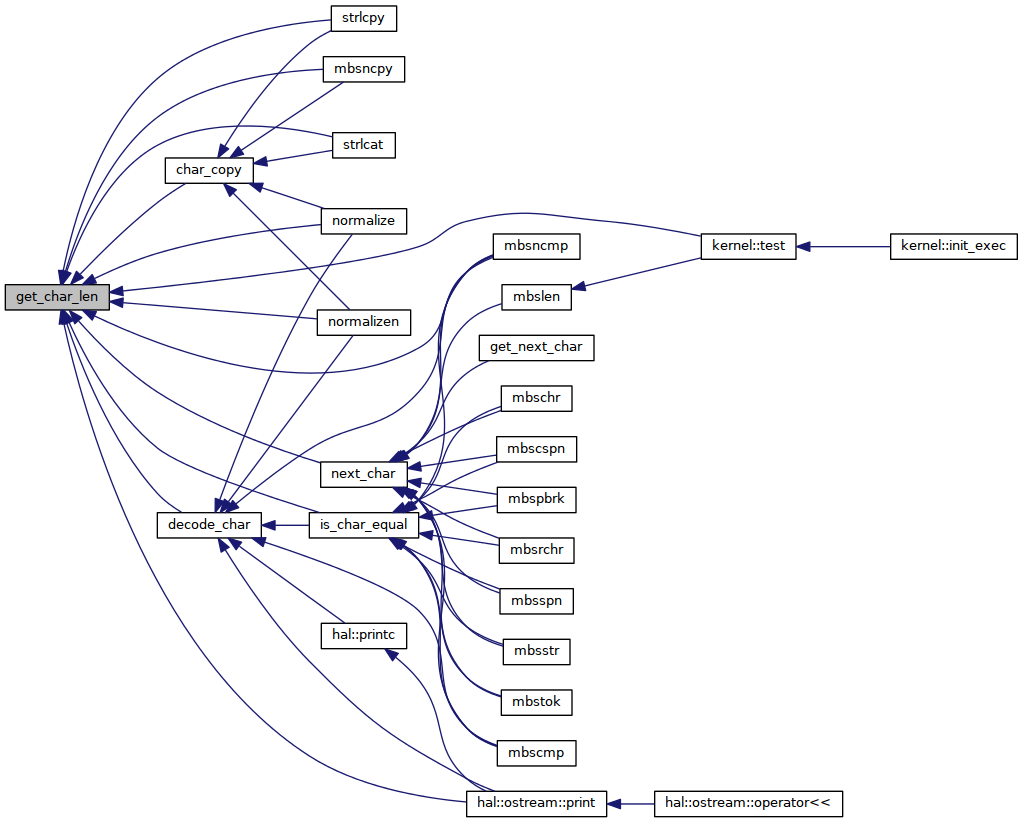 strlcpy
mbsncpy
strlcat
char_copy
normalize
mbsncmp
kernel::test
kernel::init_exec
get_char_len
mbslen
normalizen
get_next_char
mbschr
mbscspn
next_char
mbspbrk
decode_char
is_char_equal
mbsrchr
mbsspn
hal::printc
mbsstr
mbstok
mbscmp
hal::ostream::print
hal::ostream::operator<<